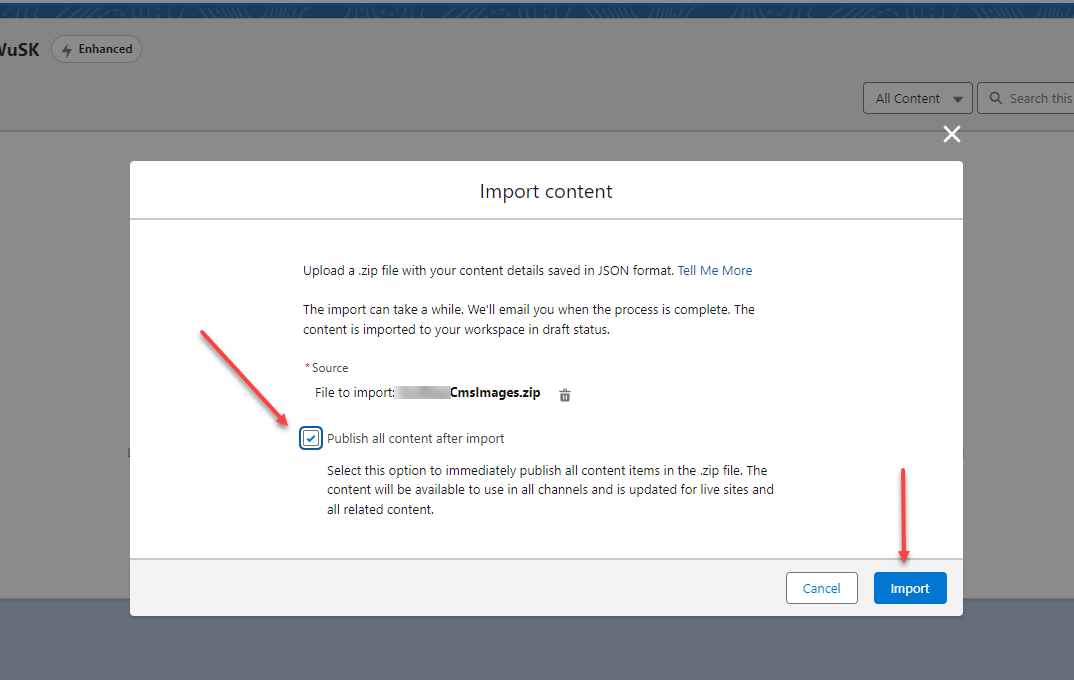 Enhanced
All Content
Search this
Import content
Upload a .zip file with your content details saved in JSON format. Tell Me More
The import can take a while. We'll email you when the process is complete. The
content is imported to your workspace in draft status.
*Source
File to import: CmsImages.zip
Publish all content after import
Select this option to immediately publish all content items in the .zip file. The
content will be available to use in all channels and is updated for live sites and
all related content.
Cancel
Import